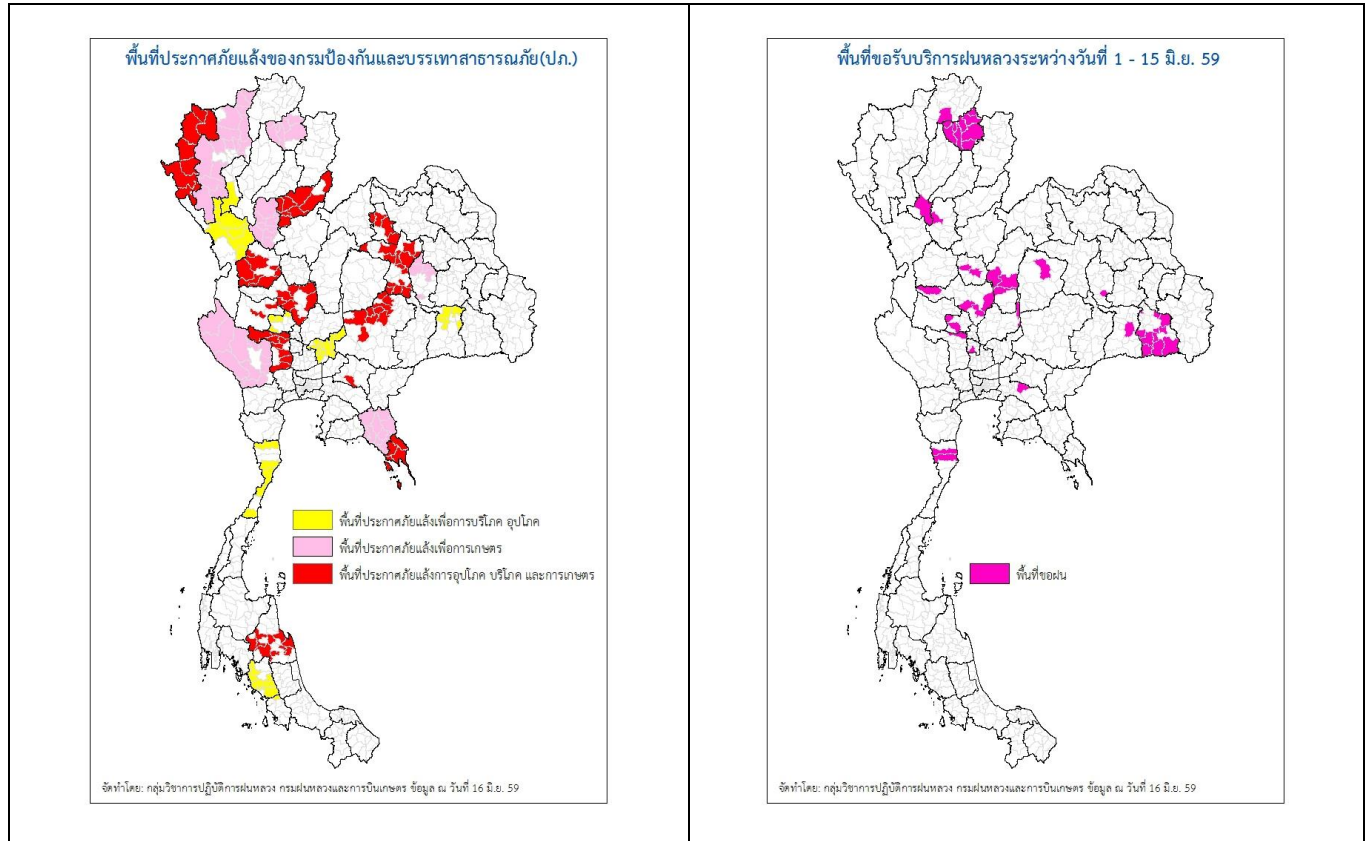 พื้นที่ประกาศภัยแล้งของกรมป้องกันและบรรเทาสาธารณภัย(ปภ.)
พื้นที่ประกาศภัยแล้งเพื่อการบริโภค อุปโภค
พื้นที่ประกาศภัยแล้งเพื่อการเกษตร
พื้นที่ประกาศภัยแล้งการอุปโภค บริโภค และการเกษตร
จัดทำโดย: กลุ่มวิชาการปฏิบัติการฝนหลวง กรมฝนหลวงและการบินเกษตร ข้อมูล ณ วันที่ 16 มิ.ย. 59
พื้นที่ขอรับบริการฝนหลวงระหว่างวันที่ 1 - 15 มิ.ย. 59
พื้นที่ขอฝน
จัดทำโดย: กลุ่มวิชาการปฏิบัติการฝนหลวง กรมฝนหลวงและการบินเกษตร ข้อมูล ณ วันที่ 16 มิ.ย. 59